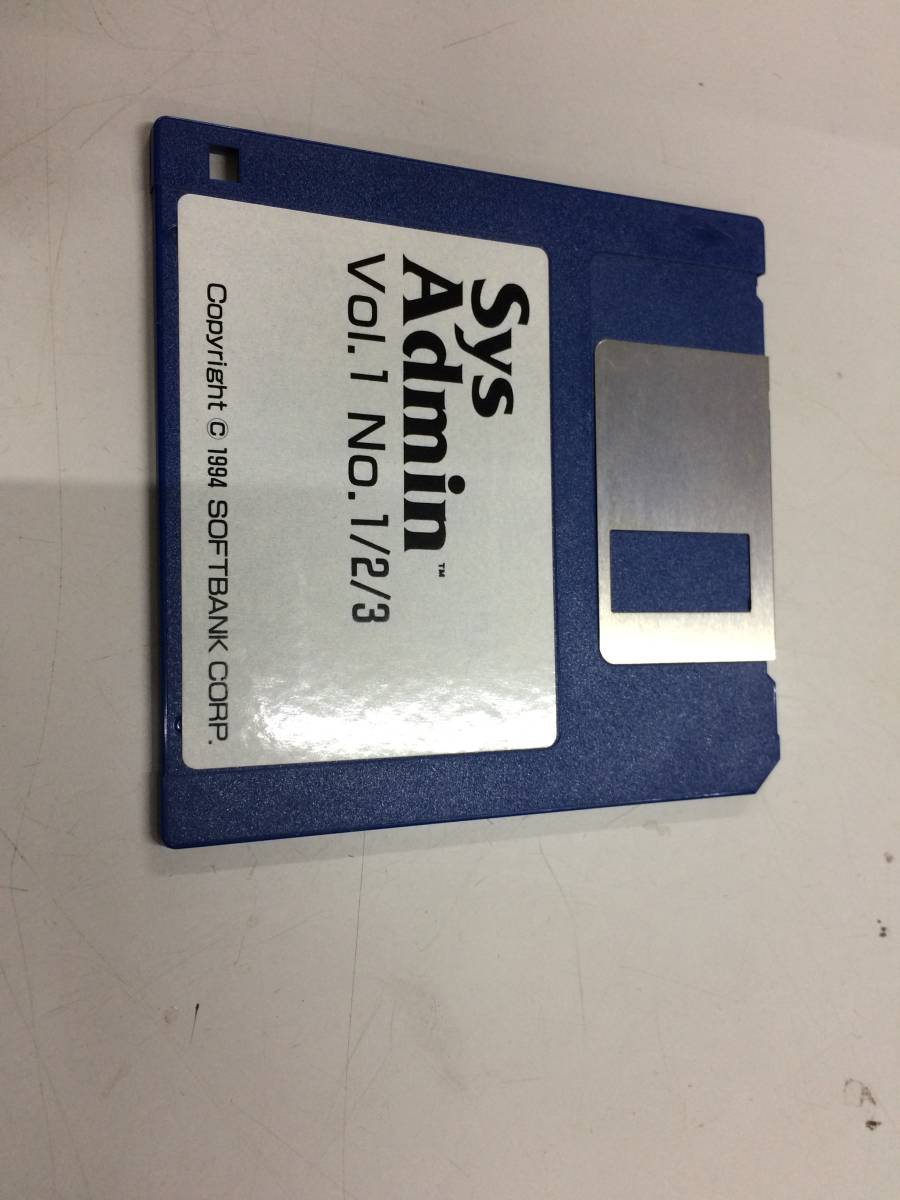 Sys
Admin™
Vol.1 No.1/2/3
Copyright © 1994 SOFTBANK CORP.